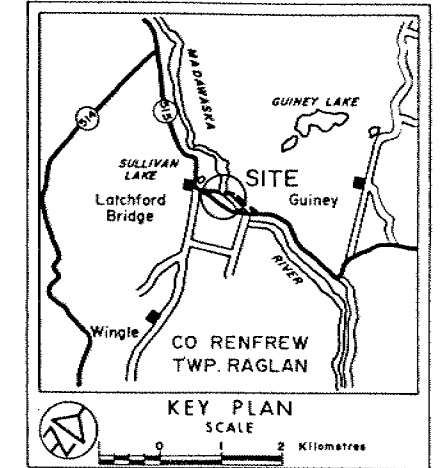 MADAWASKA
GUINEY LAKE
514
515
SULLIVAN
LAKE
SITE
Latchford
Bridge
Guiney
RIVER
Wingle
CO RENFREW
TWP. RAGLAN
KEY PLAN
SCALE
1 0 1 2 Kilometres